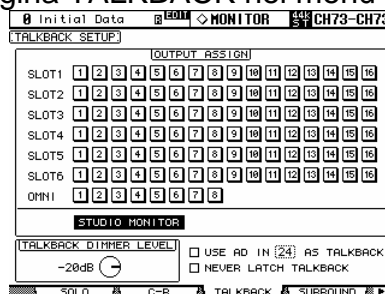 gina TALKBACK nel menu
0 Initial Data EDIT MONITOR CH73-CH73
TALKBACK SETUP
OUTPUT ASSIGN
SLOT1 1 2 3 4 5 6 7 8 9 10 11 12 13 14 15 16
SLOT2 1 2 3 4 5 6 7 8 9 10 11 12 13 14 15 16
SLOT3 1 2 3 4 5 6 7 8 9 10 11 12 13 14 15 16
SLOT4 1 2 3 4 5 6 7 8 9 10 11 12 13 14 15 16
SLOT5 1 2 3 4 5 6 7 8 9 10 11 12 13 14 15 16
SLOT6 1 2 3 4 5 6 7 8 9 10 11 12 13 14 15 16
OMNI 1 2 3 4 5 6 7 8
STUDIO MONITOR
TALKBACK DIMMER LEVEL
-20dB
USE AD IN 24 AS TALKBACK
NEVER LATCH TALKBACK
SOLO C-R TALKBACK SURROUND